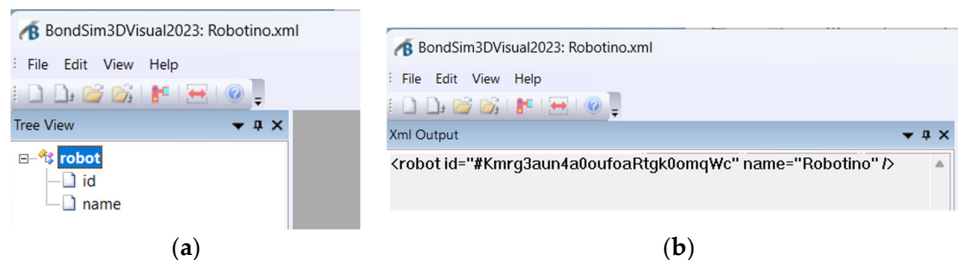 BondSim3DVisual2023: Robotino.xml
File Edit View Help
Tree View
robot
id
name
(a)
BondSim3DVisual2023: Robotino.xml
File Edit View Help
Xml Output
<robot id="#Kmrg3aun4a0oufoaRtgk0omqWc" name="Robotino" />
(b)